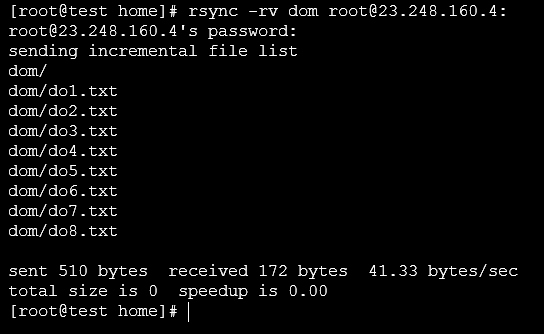 [root@test home]# rsync -rv dom root@23.248.160.4:
root@23.248.160.4's password:
sending incremental file list
dom/
dom/do1.txt
dom/do2.txt
dom/do3.txt
dom/do4.txt
dom/do5.txt
dom/do6.txt
dom/do7.txt
dom/do8.txt
sent 510 bytes  received 172 bytes  41.33 bytes/sec
total size is 0  speedup is 0.00
[root@test home]#